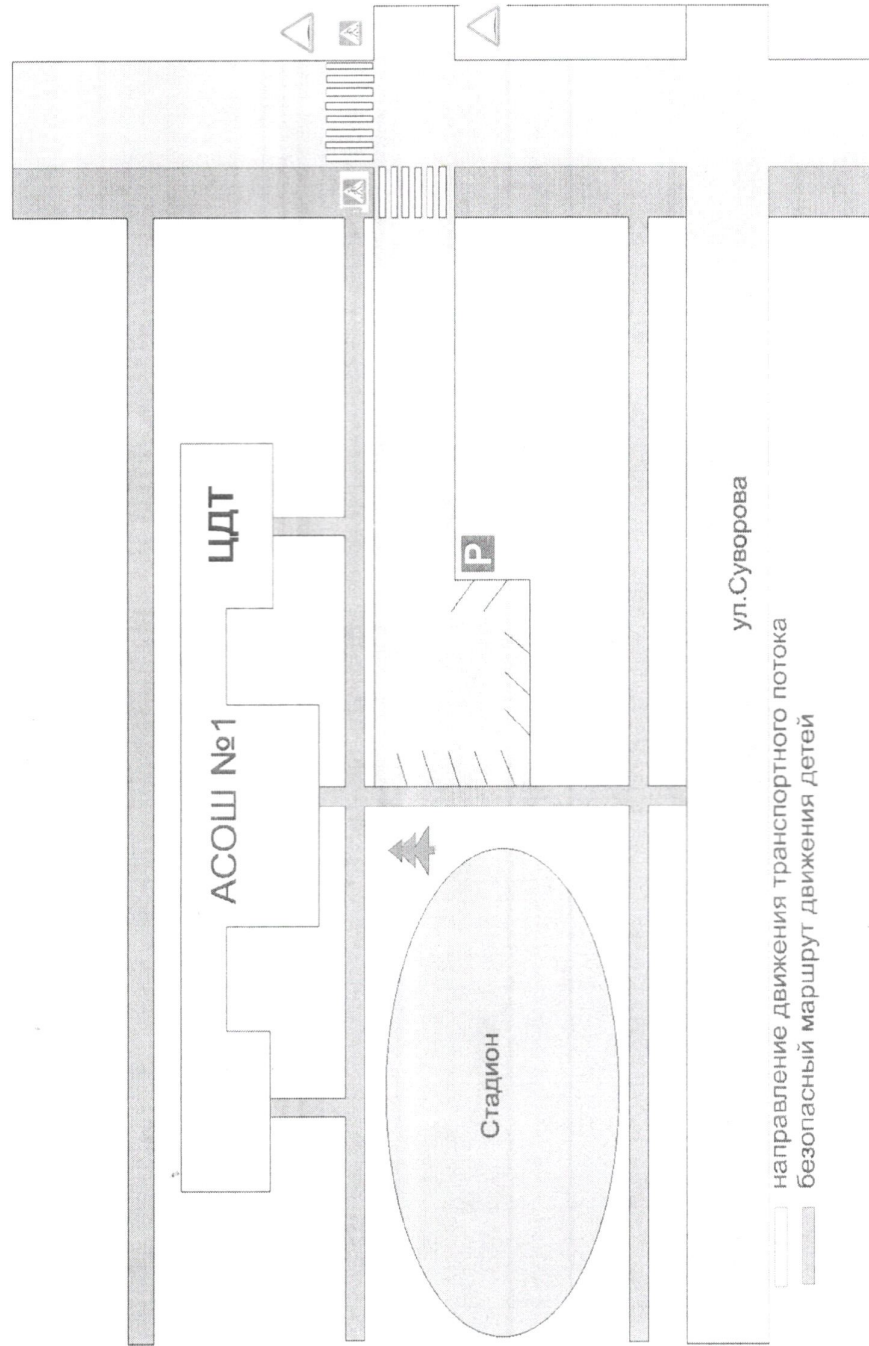 ЦДТ
АСОШ №1
P
Стадион
ул.Суворова
направление движения транспортного потока
безопасный маршрут движения детей